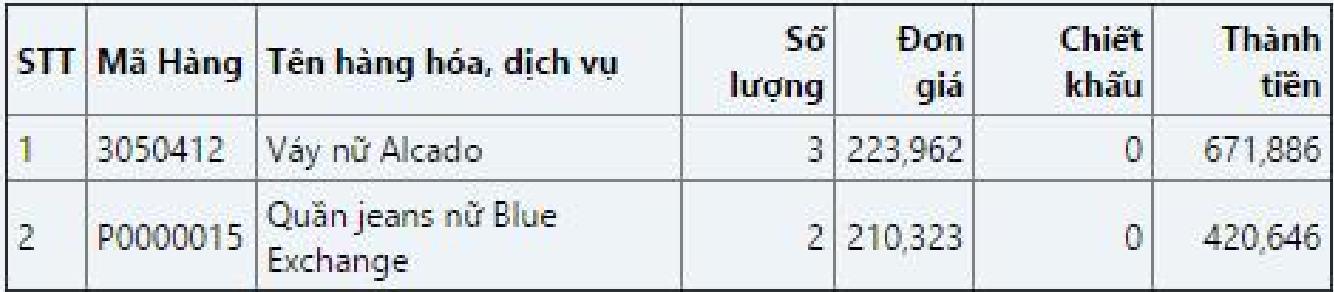 STT Mã Hàng Tên hàng hóa, dịch vụ Số lượng Đơn giá Chiết khấu Thành tiền
1 3050412 Váy nữ Alcado 3 223,962 0 671,886
2 P0000015 Quần jeans nữ Blue Exchange 2 210,323 0 420,646